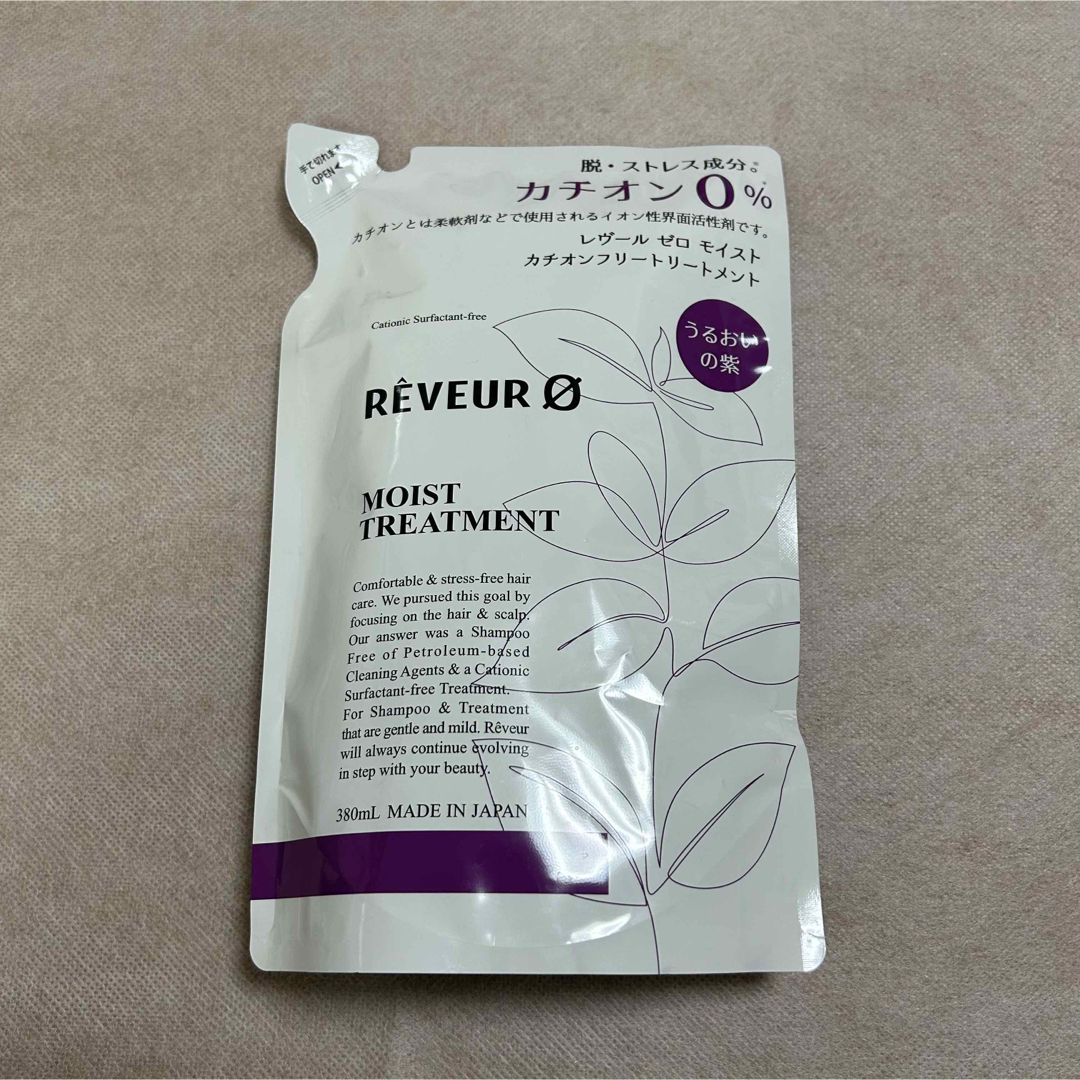 手で切れます
OPEN◀
脱・ストレス成分。*
カチオン0%*
カチオンとは柔軟剤などで使用されるイオン性界面活性剤です。
レヴール ゼロ モイスト
カチオンフリートリートメント
うるおい
の紫
Cationic Surfactant-free
RÊVEUR Ø
MOIST
TREATMENT
Comfortable & stress-free hair
care. We pursued this goal by
focusing on the hair & scalp.
Our answer was a Shampoo
Free of Petroleum-based
Cleaning Agents & a Cationic
Surfactant-free Treatment.
For Shampoo & Treatment
that are gentle and mild. Rêveur
will always continue evolving
in step with your beauty.
380mL MADE IN JAPAN